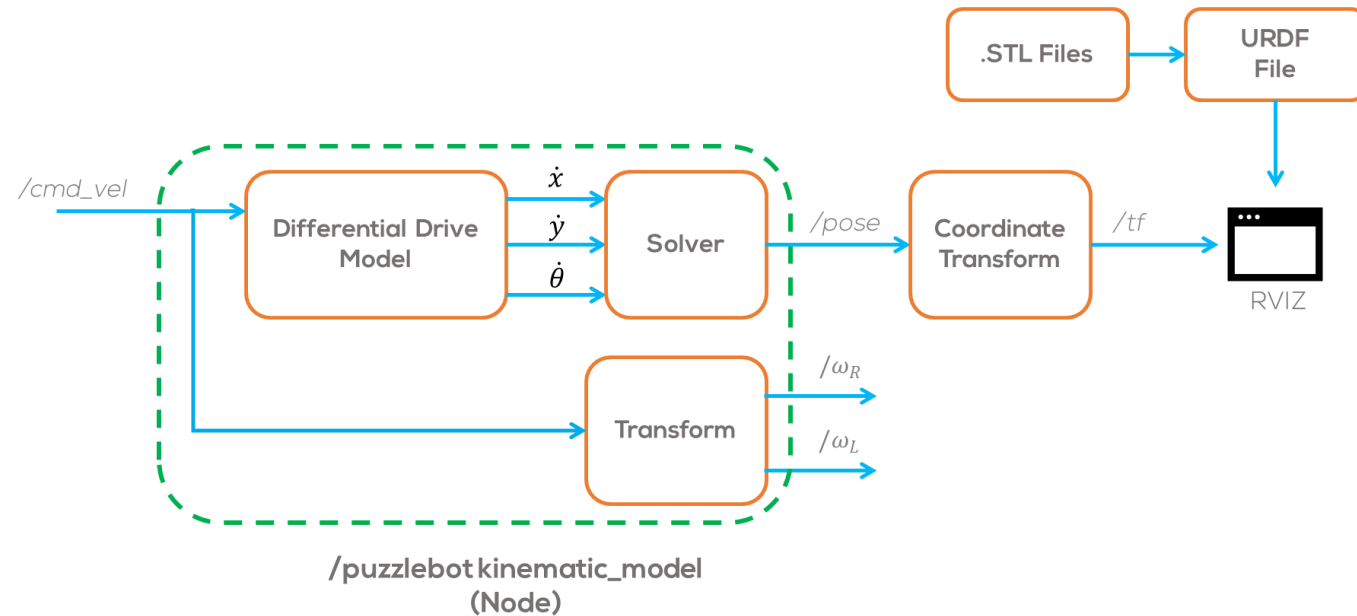 .STL Files
URDF
File
/cmd_vel
Differential Drive
Model
ẋ
ẏ
θ̇
Solver
/pose
Coordinate
Transform
/tf
RVIZ
Transform
/ω_R
/ω_L
/puzzlebot kinematic_model
(Node)